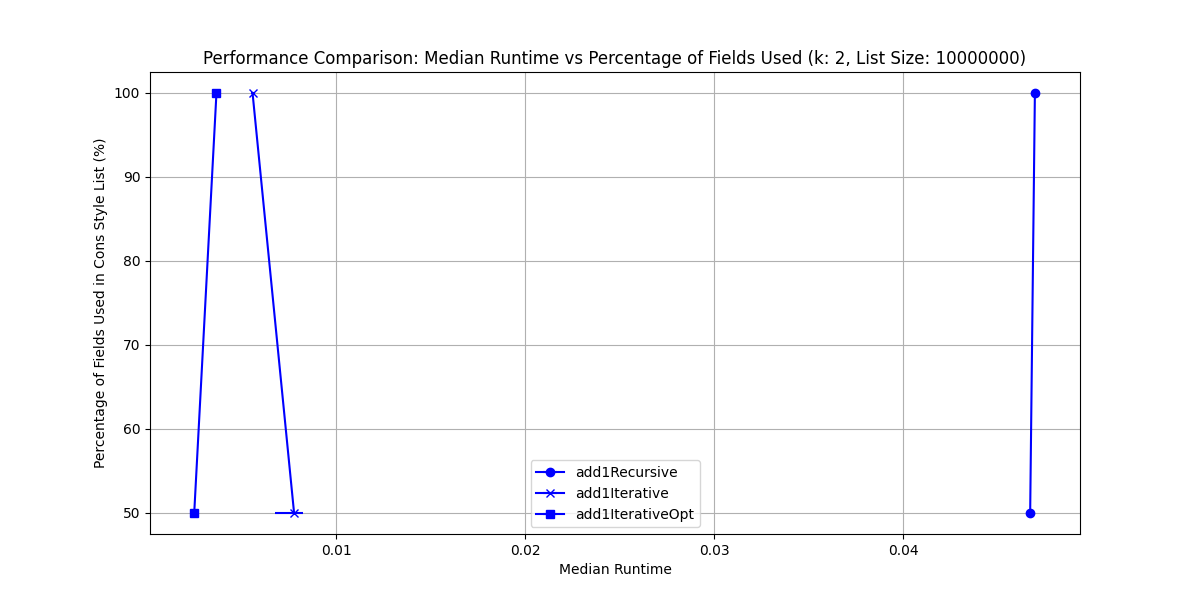 Performance Comparison: Median Runtime vs Percentage of Fields Used (k: 2, List Size: 10000000)
Percentage of Fields Used in Cons Style List (%)
100
90
80
70
60
50
add1Recursive
add1Iterative
add1IterativeOpt
0.01
0.02
0.03
0.04
Median Runtime